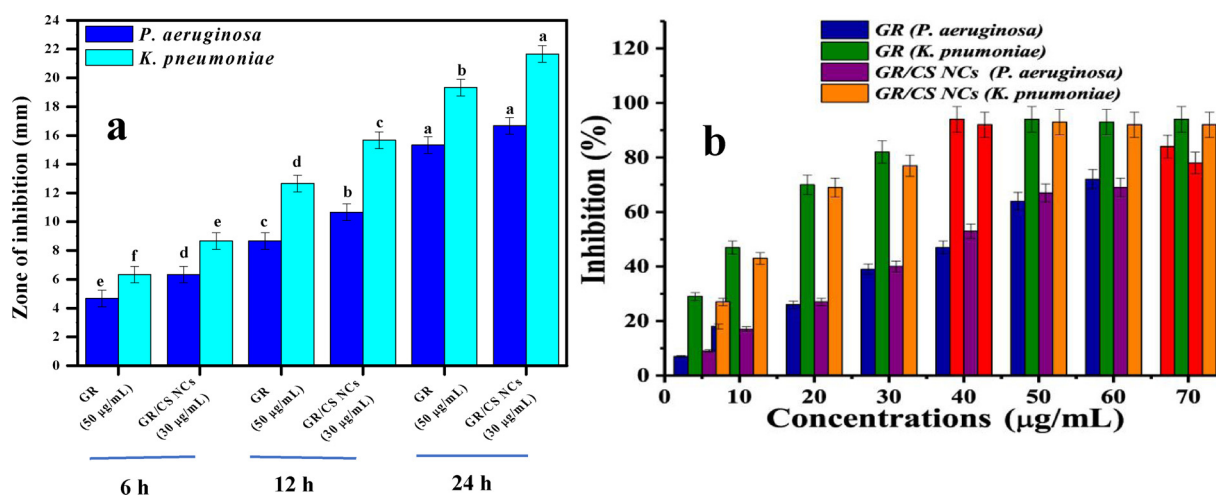 24
22
20
18
16
14
12
10
8
6
4
2
0
Zone of inhibition (mm)
P. aeruginosa
K. pneumoniae
a
e
f
d
e
c
d
b
c
a
b
a
a
GR
(50 µg/mL)
GR/CS NCs
(30 µg/mL)
GR
(50 µg/mL)
GR/CS NCs
(30 µg/mL)
GR
(50 µg/mL)
GR/CS NCs
(30 µg/mL)
6 h
12 h
24 h
GR (P. aeruginosa)
GR (K. pnumoniae)
GR/CS NCs (P. aeruginosa)
GR/CS NCs (K. pnumoniae)
b
120
100
80
60
40
20
0
Inhibition (%)
0
10
20
30
40
50
60
70
Concentrations (µg/mL)